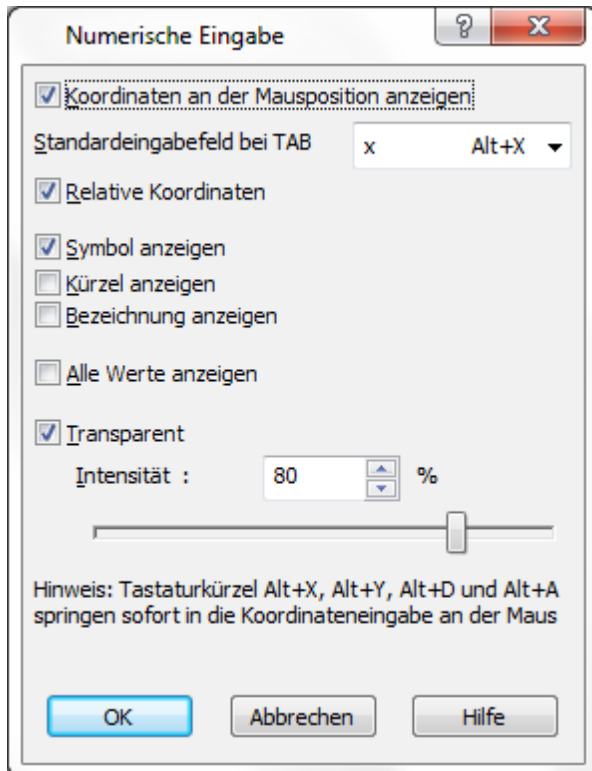 Numerische Eingabe
Koordinaten an der Mausposition anzeigen
Standardeingabefeld bei TAB x Alt+X
Relative Koordinaten
Symbol anzeigen
Kürzel anzeigen
Bezeichnung anzeigen
Alle Werte anzeigen
Transparent
Intensität : 80 %
Hinweis: Tastaturkürzel Alt+X, Alt+Y, Alt+D und Alt+A
springen sofort in die Koordinateneingabe an der Maus
OK Abbrechen Hilfe